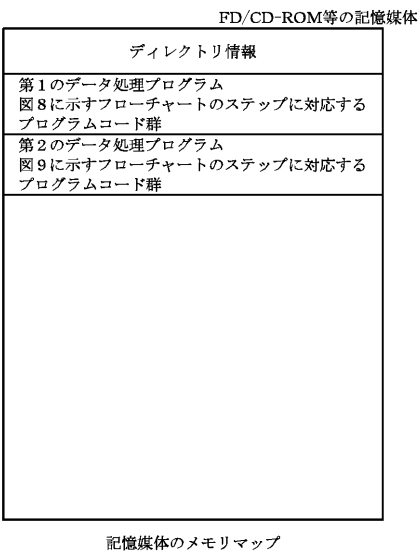 FD/CD-ROM等の記憶媒体
ディレクトリ情報
第１のデータ処理プログラム
図８に示すフローチャートのステップに対応する
プログラムコード群
第２のデータ処理プログラム
図９に示すフローチャートのステップに対応する
プログラムコード群
記憶媒体のメモリマップ